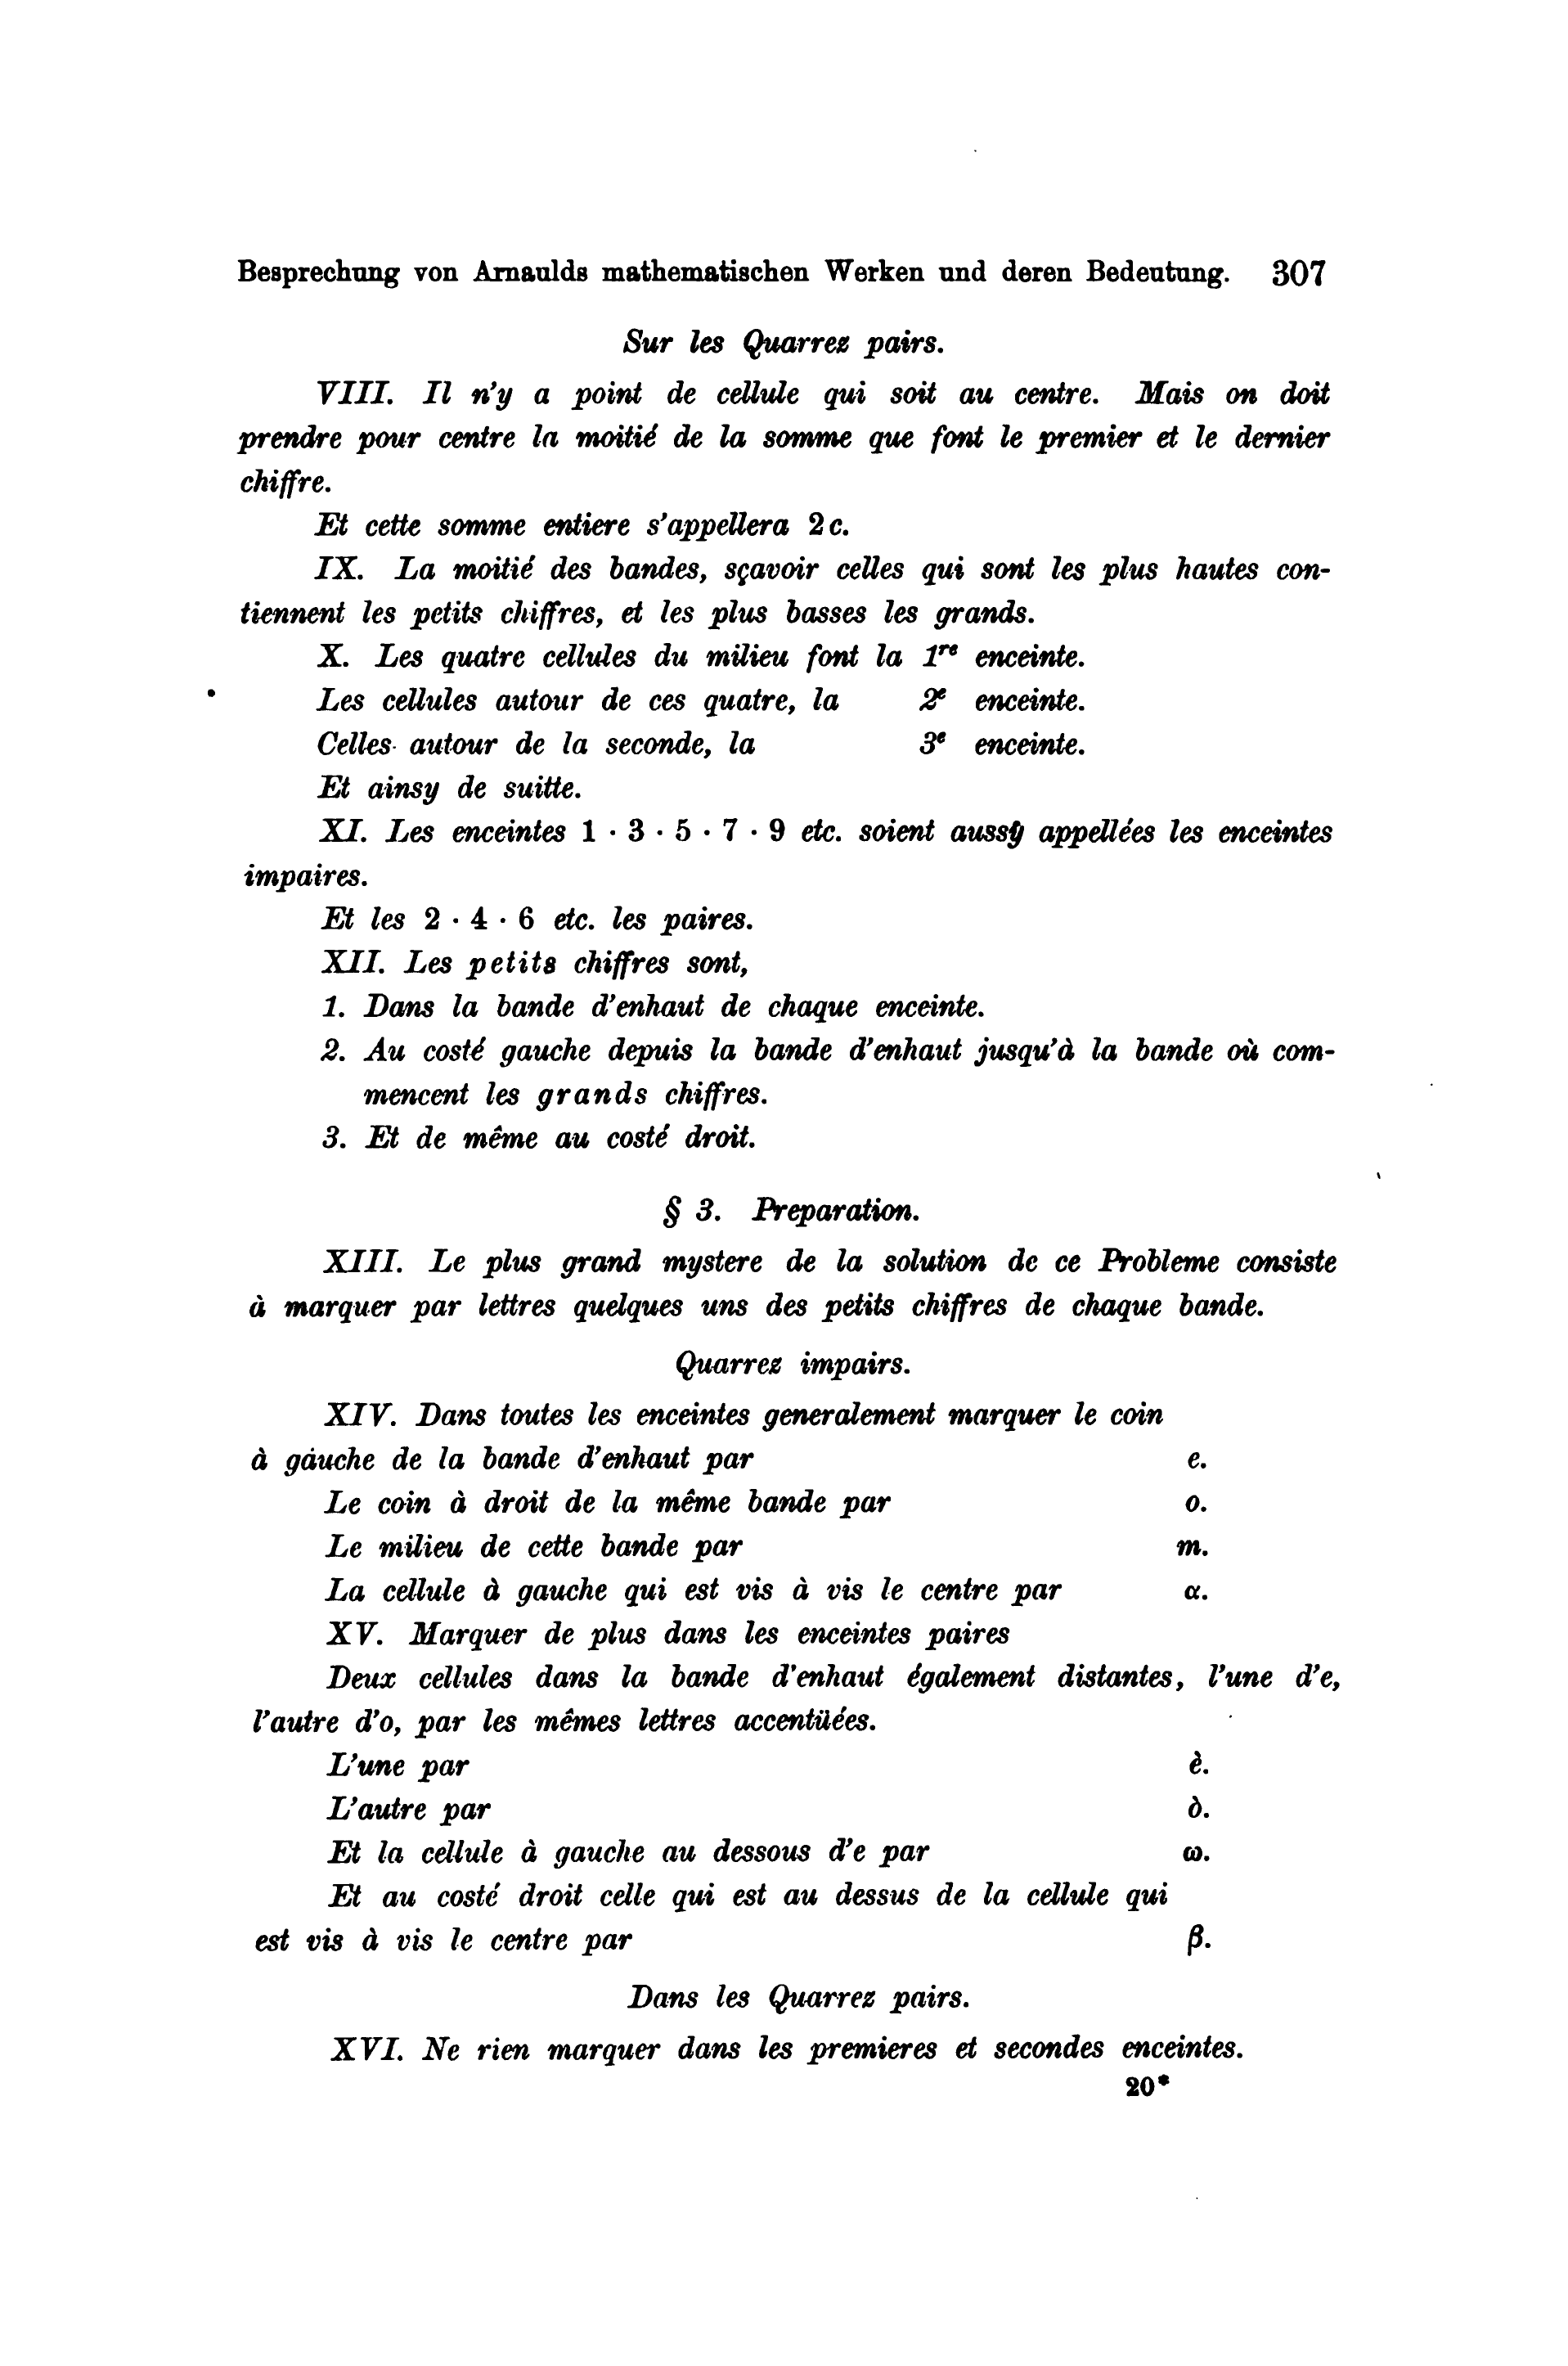 Besprechung von Arnaulds mathematischen Werken und deren Bedeutung. 307
Sur les Quarrez pairs.
VIII. Il n'y a point de cellule qui soit au centre. Mais on doit
prendre pour centre la moitié de la somme que font le premier et le dernier
chiffre.
Et cette somme entiere s'appellera 2c.
IX. La moitié des bandes, sçavoir celles qui sont les plus hautes con-
tiennent les petits chiffres, et les plus basses les grands.
X. Les quatre cellules du milieu font la 1re enceinte.
Les cellules autour de ces quatre, la 2e enceinte.
Celles autour de la seconde, la 3e enceinte.
Et ainsy de suitte.
XI. Les enceintes 1 · 3 · 5 · 7 · 9 etc. soient aussÿ appellées les enceintes
impaires.
Et les 2 · 4 · 6 etc. les paires.
XII. Les petits chiffres sont,
1. Dans la bande d'enhaut de chaque enceinte.
2. Au costé gauche depuis la bande d'enhaut jusqu'à la bande où com-
mencent les grands chiffres.
3. Et de même au costé droit.
§ 3. Preparation.
XIII. Le plus grand mystere de la solution de ce Probleme consiste
à marquer par lettres quelques uns des petits chiffres de chaque bande.
Quarrez impairs.
XIV. Dans toutes les enceintes generalement marquer le coin
à gauche de la bande d'enhaut par e.
Le coin à droit de la même bande par o.
Le milieu de cette bande par m.
La cellule à gauche qui est vis à vis le centre par α.
XV. Marquer de plus dans les enceintes paires
Deux cellules dans la bande d'enhaut également distantes, l'une d'e,
l'autre d'o, par les mêmes lettres accentüées.
L'une par è.
L'autre par ò.
Et la cellule à gauche au dessous d'e par ω.
Et au costé droit celle qui est au dessus de la cellule qui
est vis à vis le centre par β.
Dans les Quarrez pairs.
XVI. Ne rien marquer dans les premieres et secondes enceintes.
20*